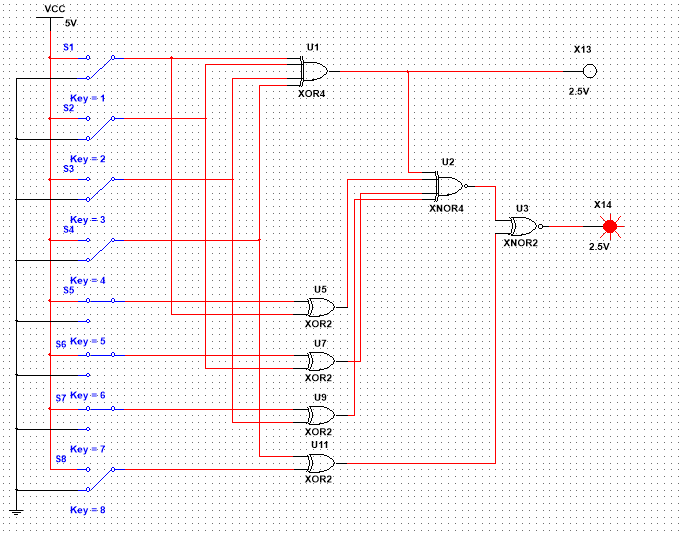 VCC
5V
S1
Key = 1
S2
Key = 2
S3
Key = 3
S4
Key = 4
S5
Key = 5
S6
Key = 6
S7
Key = 7
S8
Key = 8
U1
XOR4
X13
2.5V
U2
XNOR4
U3
XNOR2
X14
2.5V
U5
XOR2
U7
XOR2
U9
XOR2
U11
XOR2